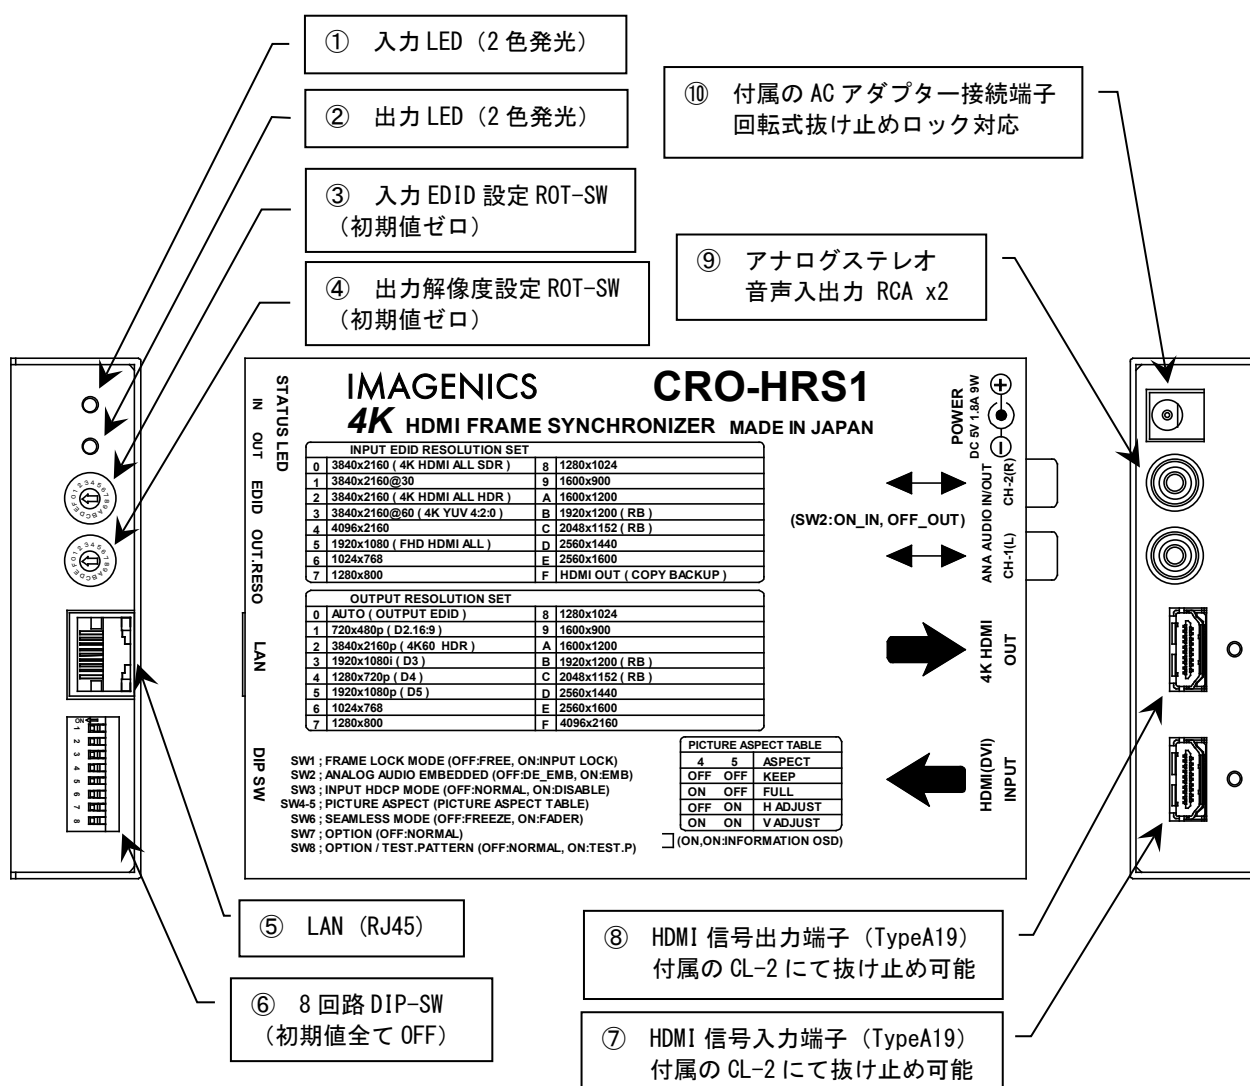 ① 入力 LED（2 色発光）
② 出力 LED（2 色発光）
③ 入力 EDID 設定 ROT-SW
（初期値ゼロ）
④ 出力解像度設定 ROT-SW
（初期値ゼロ）
⑩ 付属の AC アダプター接続端子
回転式抜け止めロック対応
⑨ アナログステレオ
音声入出力 RCA x2
STATUS LED
IN OUT
EDID OUT.RESO
LAN
DIP SW
IMAGENICS CRO-HRS1
4K HDMI FRAME SYNCHRONIZER MADE IN JAPAN
INPUT EDID RESOLUTION SET
0 3840x2160 ( 4K HDMI ALL SDR ) 8 1280x1024
1 3840x2160@30 9 1600x900
2 3840x2160 ( 4K HDMI ALL HDR ) A 1600x1200
3 3840x2160@60 ( 4K YUV 4:2:0 ) B 1920x1200 ( RB )
4 4096x2160 C 2048x1152 ( RB )
5 1920x1080 ( FHD HDMI ALL ) D 2560x1440
6 1024x768 E 2560x1600
7 1280x800 F HDMI OUT ( COPY BACKUP )
OUTPUT RESOLUTION SET
0 AUTO ( OUTPUT EDID ) 8 1280x1024
1 720x480p ( D2.16:9 ) 9 1600x900
2 3840x2160p ( 4K60 HDR ) A 1600x1200
3 1920x1080i ( D3 ) B 1920x1200 ( RB )
4 1280x720p ( D4 ) C 2048x1152 ( RB )
5 1920x1080p ( D5 ) D 2560x1440
6 1024x768 E 2560x1600
7 1280x800 F 4096x2160
SW1 ; FRAME LOCK MODE (OFF:FREE, ON:INPUT LOCK)
SW2 ; ANALOG AUDIO EMBEDDED (OFF:DE_EMB, ON:EMB)
SW3 ; INPUT HDCP MODE (OFF:NORMAL, ON:DISABLE)
SW4-5 ; PICTURE ASPECT (PICTURE ASPECT TABLE)
SW6 ; SEAMLESS MODE (OFF:FREEZE, ON:FADER)
SW7 ; OPTION (OFF:NORMAL)
SW8 ; OPTION / TEST.PATTERN (OFF:NORMAL, ON:TEST.P)
PICTURE ASPECT TABLE
4 5 ASPECT
OFF OFF KEEP
ON OFF FULL
OFF ON H ADJUST
ON ON V ADJUST
(ON,ON:INFORMATION OSD)
POWER
DC 5V 1.8A 9W
(SW2:ON_IN, OFF_OUT)
ANA AUDIO IN/OUT
CH-1(L) CH-2(R)
4K HDMI
OUT
HDMI(DVI)
INPUT
0123456789ABCDEF
0123456789ABCDEF
ON
1 2 3 4 5 6 7 8
⑤ LAN (RJ45)
⑥ 8 回路 DIP-SW
（初期値全て OFF）
⑧ HDMI 信号出力端子（TypeA19）
付属の CL-2 にて抜け止め可能
⑦ HDMI 信号入力端子（TypeA19）
付属の CL-2 にて抜け止め可能